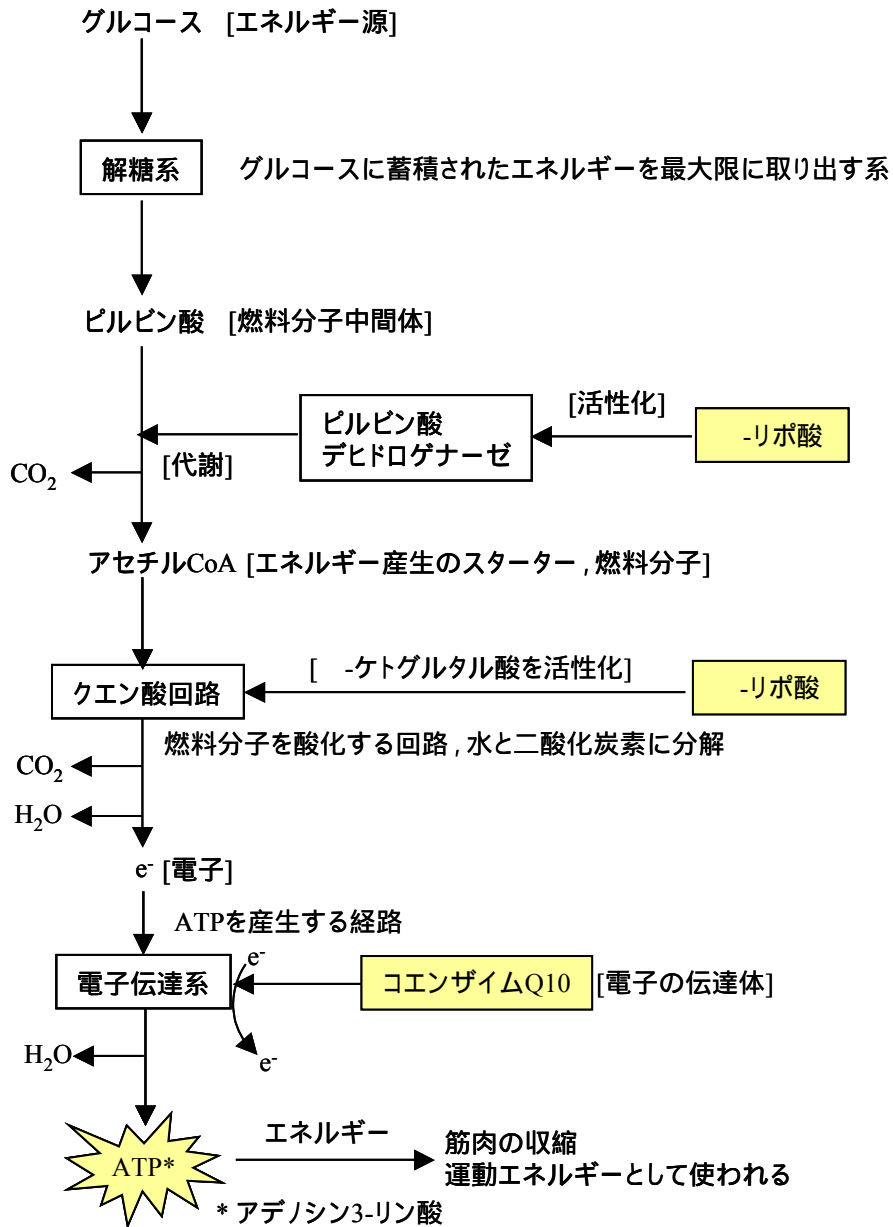 グルコース [エネルギー源]
解糖系
グルコースに蓄積されたエネルギーを最大限に取り出す系
ピルビン酸 [燃料分子中間体]
[活性化]
ピルビン酸
デヒドロゲナーゼ
-リポ酸
[代謝]
CO2
アセチルCoA [エネルギー産生のスターター , 燃料分子]
[ -ケトグルタル酸を活性化]
クエン酸回路
-リポ酸
燃料分子を酸化する回路 , 水と二酸化炭素に分解
CO2
H2O
e- [電子]
ATPを産生する経路
e-
電子伝達系
コエンザイムQ10 [電子の伝達体]
H2O
e-
エネルギー
ATP*
筋肉の収縮
運動エネルギーとして使われる
* アデノシン3-リン酸